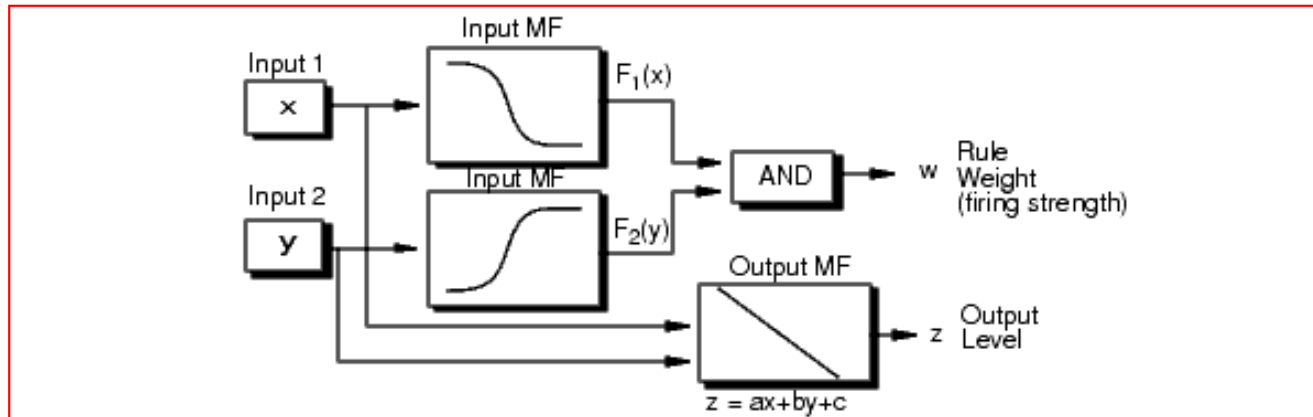 Input MF
Input 1
x
F1(x)
Input MF
Input 2
y
F2(y)
AND
w Rule
Weight
(firing strength)
Output MF
z Output
Level
z = ax+by+c